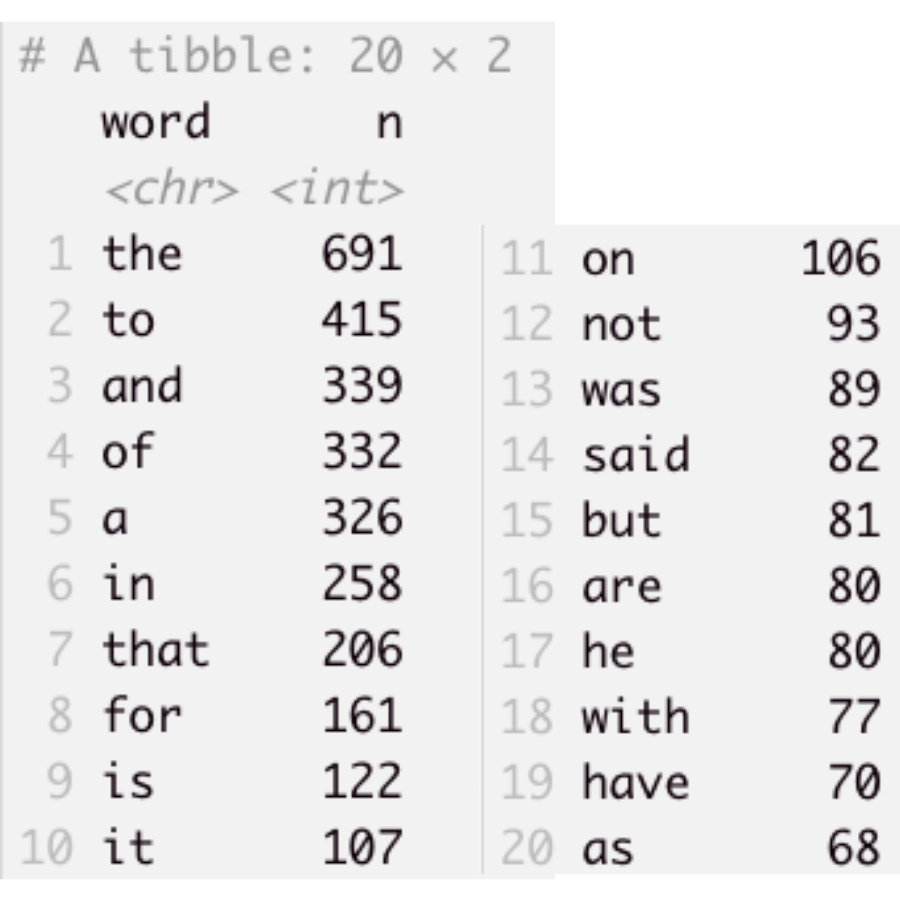 # A tibble: 20 × 2
word n
<chr> <int>
1 the 691
2 to 415
3 and 339
4 of 332
5 a 326
6 in 258
7 that 206
8 for 161
9 is 122
10 it 107
11 on 106
12 not 93
13 was 89
14 said 82
15 but 81
16 are 80
17 he 80
18 with 77
19 have 70
20 as 68